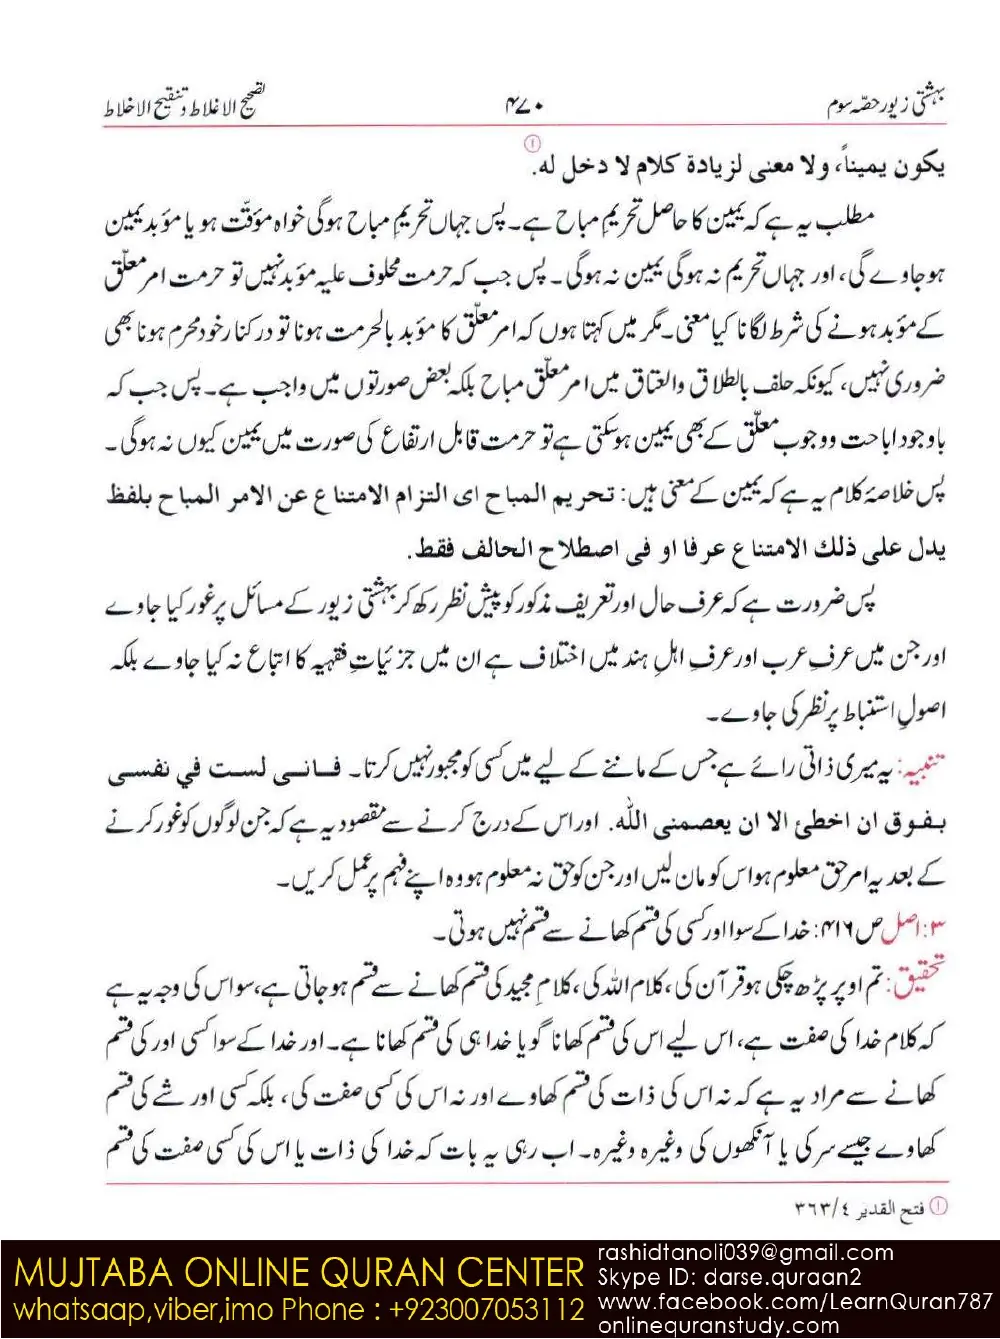 بہشتی زیور حصّہ سوم ۴۷۰ تصحیح الاغلاط و تنقیح الاخلاط
يكون يميناً، ولا معنى لزيادة كلام لا دخل له. ①
مطلب یہ ہے کہ یمین کا حاصل تحریمِ مباح ہے۔ پس جہاں تحریمِ مباح ہوگی خواہ مؤقّت ہو یا مؤبد یمین
ہوجاوے گی، اور جہاں تحریم نہ ہوگی یمین نہ ہوگی۔ پس جب کہ حرمت محلوف علیہ مؤبد نہیں تو حرمت امر معلّق
کے مؤبد ہونے کی شرط لگانا کیا معنی۔ مگر میں کہتا ہوں کہ امر معلّق کا مؤبد بالحرمت ہونا تو درکنار خود محرم ہونا بھی
ضروری نہیں، کیونکہ حلف بالطلاق والعتاق میں امر معلّق مباح بلکہ بعض صورتوں میں واجب ہے۔ پس جب کہ
باوجود اباحت ووجوب معلّق کے بھی یمین ہوسکتی ہے تو حرمت قابل ارتفاع کی صورت میں یمین کیوں نہ ہوگی۔
پس خلاصۂ کلام یہ ہے کہ یمین کے معنی ہیں: تحریم المباح ای التزام الامتناع عن الامر المباح بلفظ
یدل علی ذلك الامتناع عرفا او فی اصطلاح الحالف فقط.
پس ضرورت ہے کہ عرف حال اور تعریف مذکور کو پیشِ نظر رکھ کر بہشتی زیور کے مسائل پر غور کیا جاوے
اور جن میں عرفِ عرب اور عرفِ اہلِ ہند میں اختلاف ہے ان میں جزئیاتِ فقہیہ کا اتباع نہ کیا جاوے بلکہ
اصولِ استنباط پر نظر کی جاوے۔
تنبیہ: یہ میری ذاتی رائے ہے جس کے ماننے کے لیے میں کسی کو مجبور نہیں کرتا۔ فانی لست في نفسی
بفوق ان اخطئ الا ان یعصمنی الله. اور اس کے درج کرنے سے مقصود یہ ہے کہ جن لوگوں کو غور کرنے
کے بعد یہ امر حق معلوم ہو اس کو مان لیں اور جن کو حق نہ معلوم ہو وہ اپنے فہم پر عمل کریں۔
۳: اصل ص ۴۱۶: خدا کے سوا اور کسی کی قسم کھانے سے قسم نہیں ہوتی۔
تحقیق: تم اوپر پڑھ چکی ہو قرآن کی، کلام اللہ کی، کلامِ مجید کی قسم کھانے سے قسم ہوجاتی ہے، سو اس کی وجہ یہ ہے
کہ کلام خدا کی صفت ہے، اس لیے اس کی قسم کھانا گویا خدا ہی کی قسم کھانا ہے۔ اور خدا کے سوا کسی اور کی قسم
کھانے سے مراد یہ ہے کہ نہ اس کی ذات کی قسم کھاوے اور نہ اس کی کسی صفت کی، بلکہ کسی اور شے کی قسم
کھاوے جیسے سر کی یا آنکھوں کی وغیرہ وغیرہ۔ اب رہی یہ بات کہ خدا کی ذات یا اس کی کسی صفت کی قسم
① فتح القدیر ٤/٣٦٣
MUJTABA ONLINE QURAN CENTER
whatsaap,viber,imo Phone : +923007053112
rashidtanoli039@gmail.com
Skype ID: darse.quraan2
www.facebook.com/LearnQuran787
onlinequranstudy.com